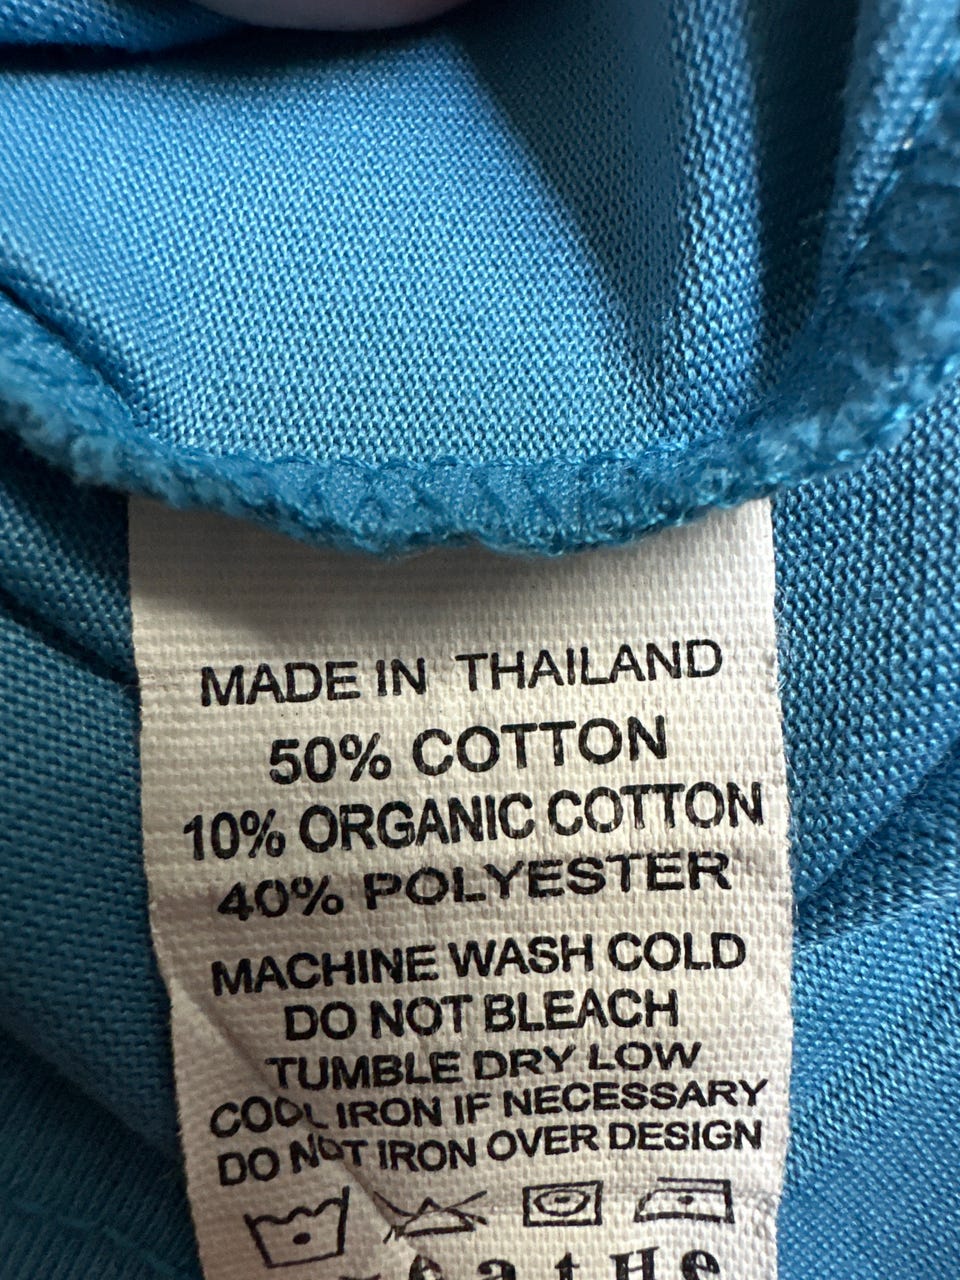 MADE IN THAILAND
50% COTTON
10% ORGANIC COTTON
40% POLYESTER
MACHINE WASH COLD
DO NOT BLEACH
TUMBLE DRY LOW
COOL IRON IF NECESSARY
DO NOT IRON OVER DESIGN